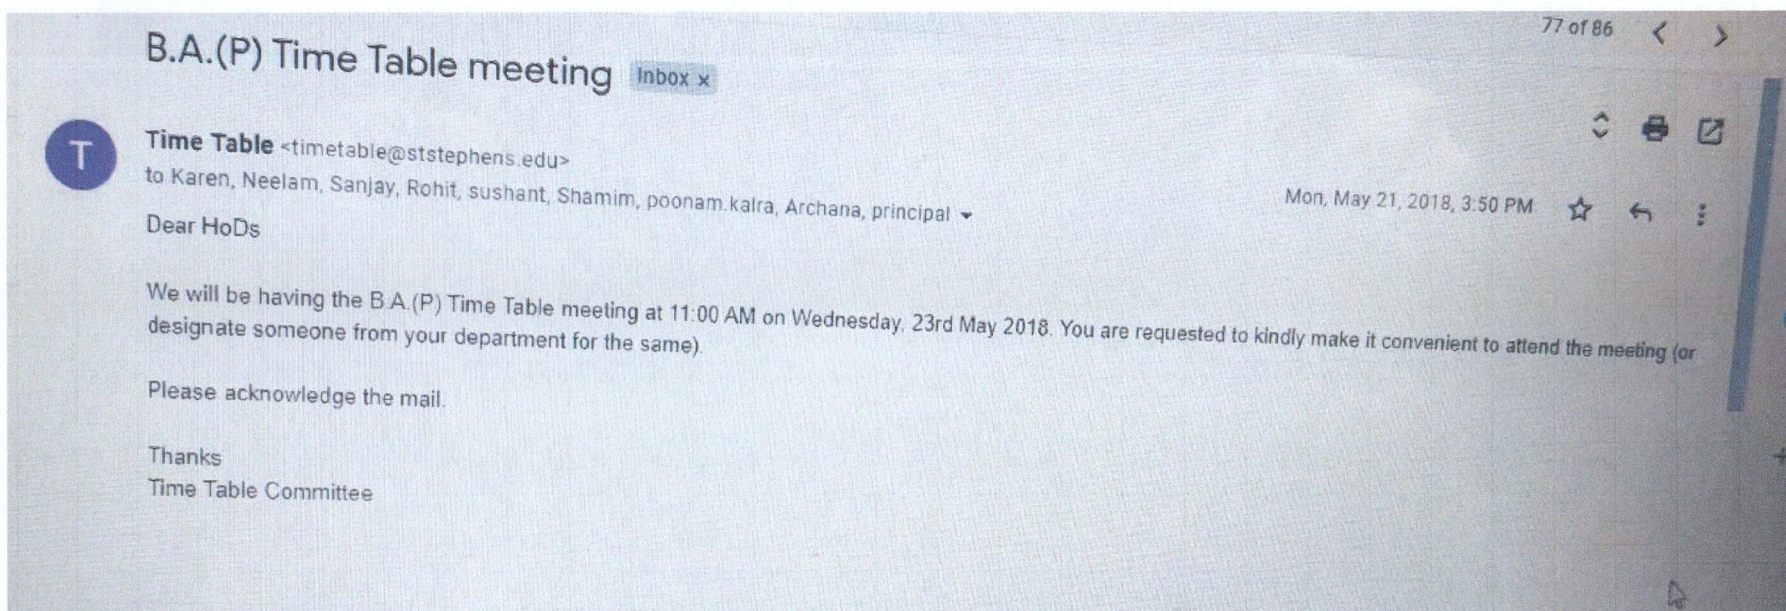 77 of 86
B.A.(P) Time Table meeting Inbox x
T
Time Table <timetable@ststephens.edu>
to Karen, Neelam, Sanjay, Rohit, sushant, Shamim, poonam.kalra, Archana, principal
Mon, May 21, 2018, 3:50 PM
Dear HoDs
We will be having the B.A.(P) Time Table meeting at 11:00 AM on Wednesday, 23rd May 2018. You are requested to kindly make it convenient to attend the meeting (or
designate someone from your department for the same).
Please acknowledge the mail.
Thanks
Time Table Committee